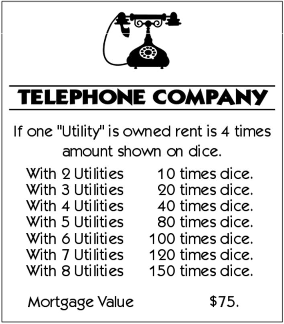 TELEPHONE COMPANY
If one "Utility" is owned rent is 4 times
amount shown on dice.
With 2 Utilities 10 times dice.
With 3 Utilities 20 times dice.
With 4 Utilities 40 times dice.
With 5 Utilities 80 times dice.
With 6 Utilities 100 times dice.
With 7 Utilities 120 times dice.
With 8 Utilities 150 times dice.
Mortgage Value $75.